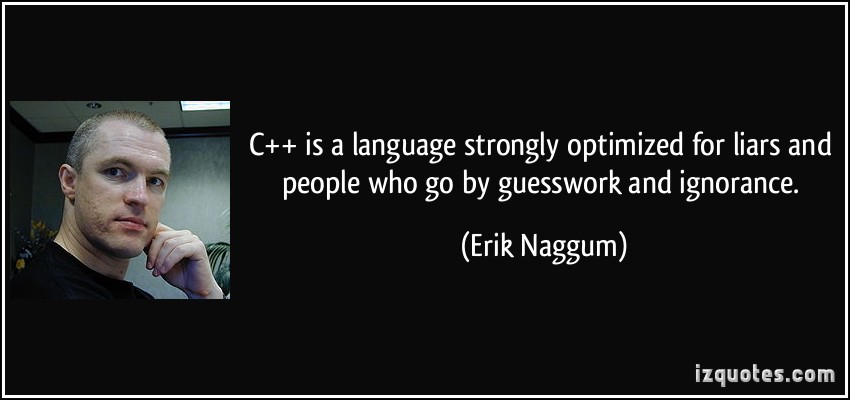 C++ is a language strongly optimized for liars and
people who go by guesswork and ignorance.
(Erik Naggum)
izquotes.com